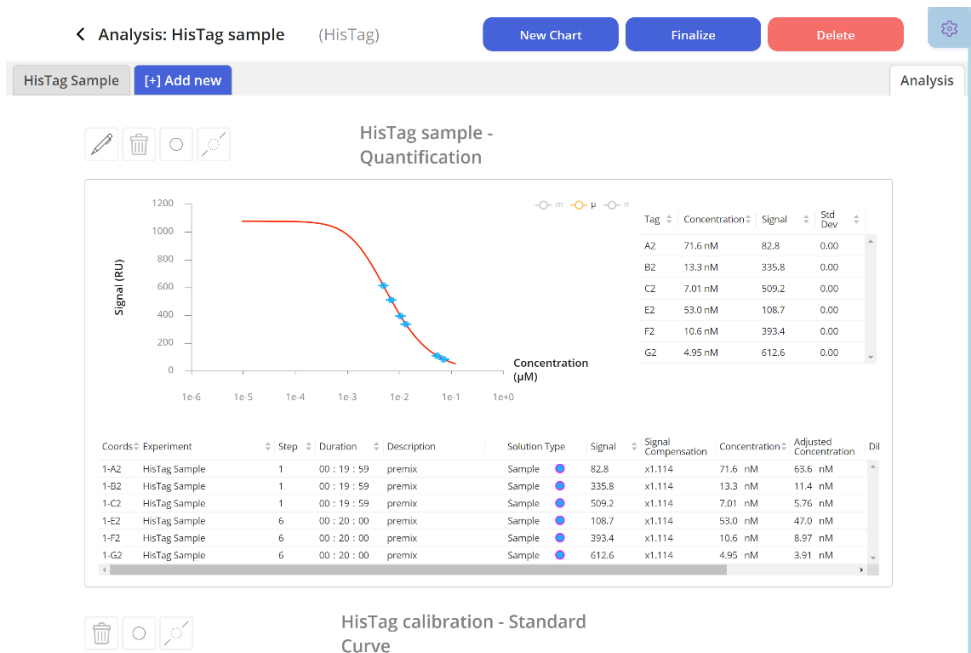 Analysis: HisTag sample (HisTag) New Chart Finalize Delete
HisTag Sample [+] Add new Analysis
HisTag sample -
Quantification
1200
1000
800
600
400
200
0
Signal (RU)
1e-6 1e-5 1e-4 1e-3 1e-2 1e-1 1e+0
Concentration
(µM)
m µ n
Tag Concentration Signal Std Dev
A2 71.6 nM 82.8 0.00
B2 13.3 nM 335.8 0.00
C2 7.01 nM 509.2 0.00
E2 53.0 nM 108.7 0.00
F2 10.6 nM 393.4 0.00
G2 4.95 nM 612.6 0.00
Coords Experiment Step Duration Description Solution Type Signal Signal Compensation Concentration Adjusted Concentration Dil
1-A2 HisTag Sample 1 00 : 19 : 59 premix Sample 82.8 x1.114 71.6 nM 63.6 nM
1-B2 HisTag Sample 1 00 : 19 : 59 premix Sample 335.8 x1.114 13.3 nM 11.4 nM
1-C2 HisTag Sample 1 00 : 19 : 59 premix Sample 509.2 x1.114 7.01 nM 5.76 nM
1-E2 HisTag Sample 6 00 : 20 : 00 premix Sample 108.7 x1.114 53.0 nM 47.0 nM
1-F2 HisTag Sample 6 00 : 20 : 00 premix Sample 393.4 x1.114 10.6 nM 8.97 nM
1-G2 HisTag Sample 6 00 : 20 : 00 premix Sample 612.6 x1.114 4.95 nM 3.91 nM
HisTag calibration - Standard
Curve